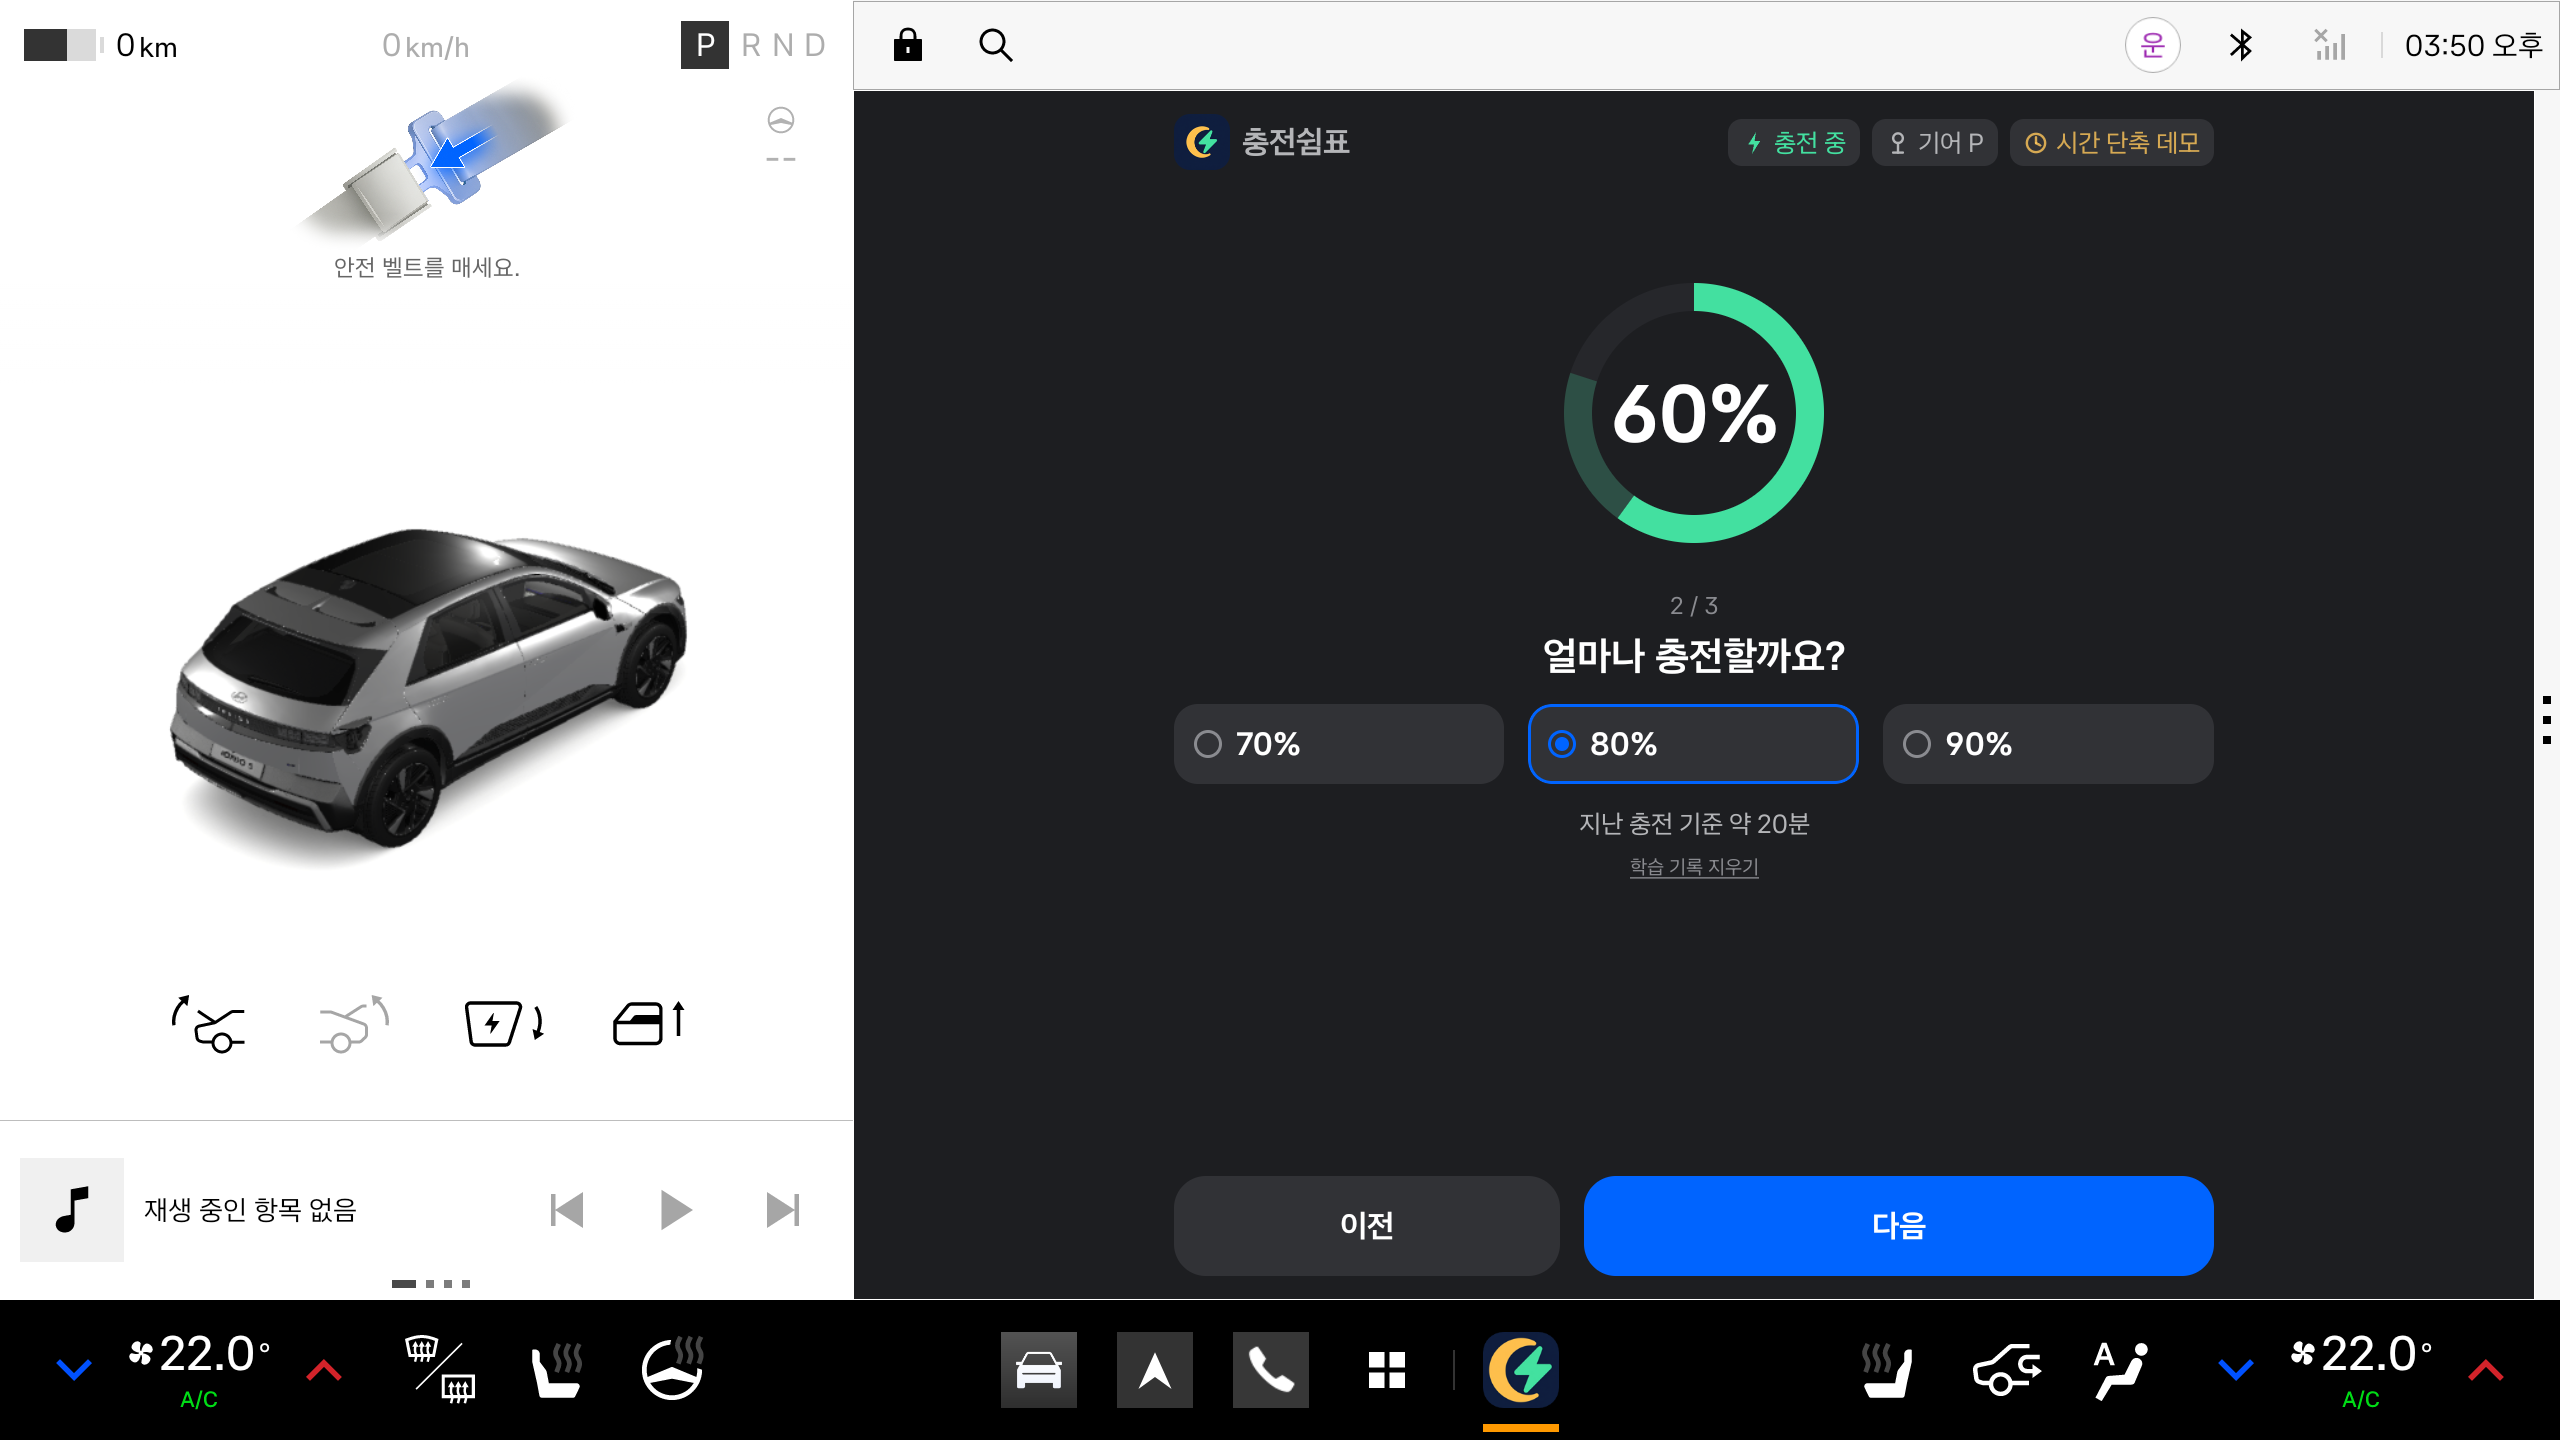 0 km
0 km/h
P R N D
운
03:50 오후
안전 벨트를 매세요.
충전쉼표
충전 중
기어 P
시간 단축 데모
60%
2 / 3
얼마나 충전할까요?
70%
80%
90%
지난 충전 기준 약 20분
학습 기록 지우기
이전
다음
IONIQ 5
재생 중인 항목 없음
22.0°
A/C
A
22.0°
A/C